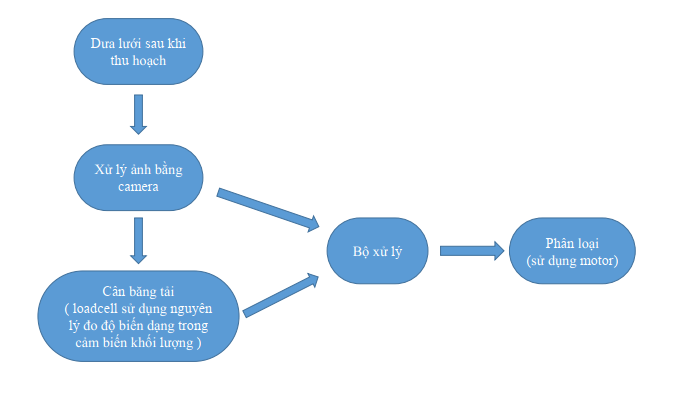 Dưa lưới sau khi
thu hoạch
Xử lý ảnh bằng
camera
Cân băng tải
( loadcell sử dụng nguyên
lý đo độ biến dạng trong
cảm biến khối lượng )
Bộ xử lý
Phân loại
(sử dụng motor)